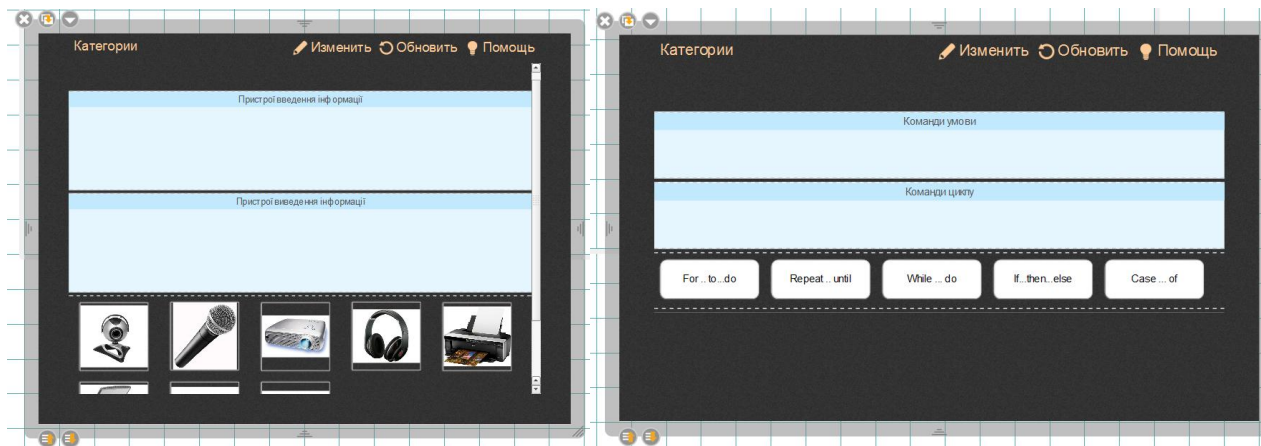 Категории
Изменить Обновить Помощь
Пристрої введення інформації
Пристрої виведення інформації
Категории
Изменить Обновить Помощь
Команди умови
Команди циклу
For .. to...do
Repeat .. until
While ... do
If...then...else
Case ... of